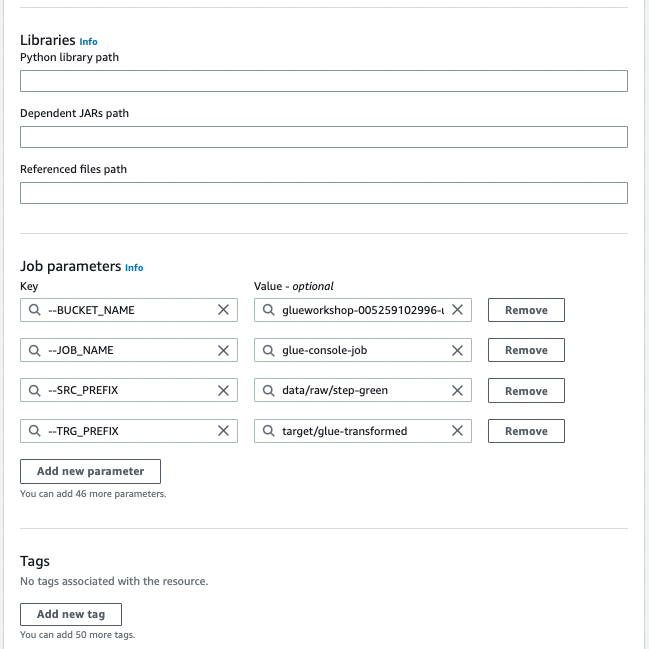 Libraries Info
Python library path
Dependent JARs path
Referenced files path
Job parameters Info
Key Value - optional
--BUCKET_NAME glueworkshop-005259102996- Remove
--JOB_NAME glue-console-job Remove
--SRC_PREFIX data/raw/step-green Remove
--TRG_PREFIX target/glue-transformed Remove
Add new parameter
You can add 46 more parameters.
Tags
No tags associated with the resource.
Add new tag
You can add 50 more tags.